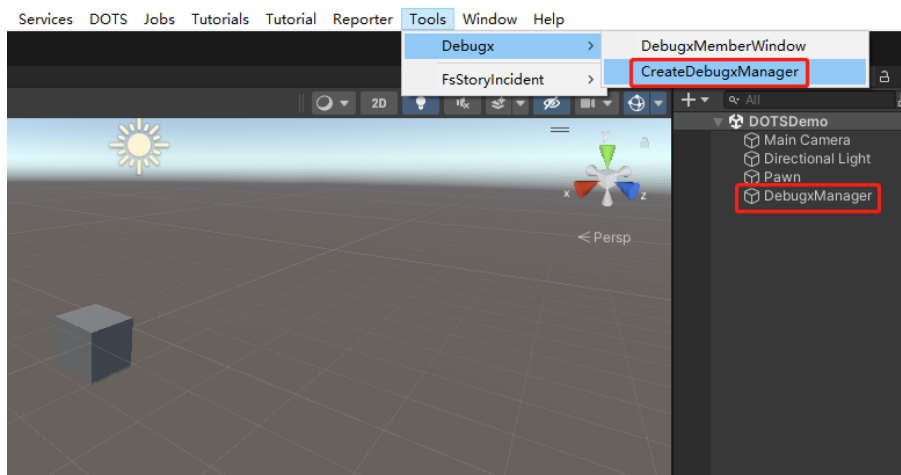 Services DOTS Jobs Tutorials Tutorial Reporter Tools Window Help
Debugx
DebugxMemberWindow
FsStoryIncident
CreateDebugxManager
2D
All
DOTSDemo
Main Camera
Directional Light
Pawn
DebugxManager
y
x
z
Persp